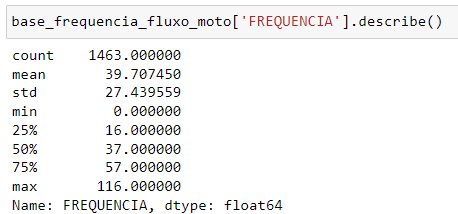 base_frequencia_fluxo_moto['FREQUENCIA'].describe()
count    1463.000000
mean       39.707450
std        27.439559
min         0.000000
25%        16.000000
50%        37.000000
75%        57.000000
max       116.000000
Name: FREQUENCIA, dtype: float64